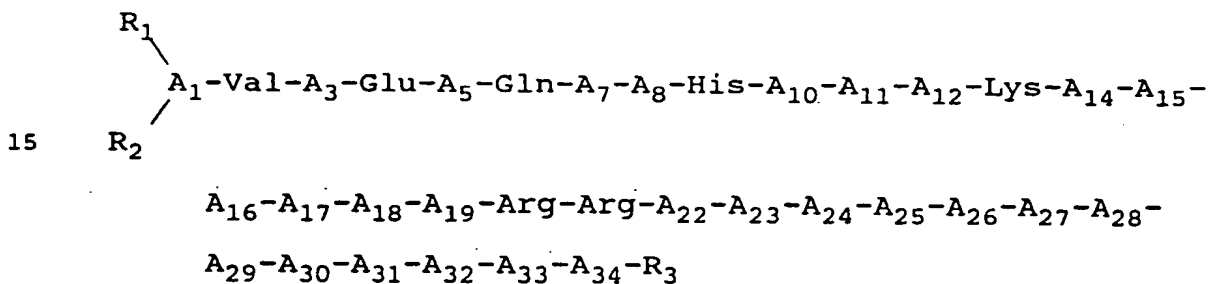 R₁
A₁-Val-A₃-Glu-A₅-Gln-A₇-A₈-His-A₁₀-A₁₁-A₁₂-Lys-A₁₄-A₁₅-
15 R₂
A₁₆-A₁₇-A₁₈-A₁₉-Arg-Arg-A₂₂-A₂₃-A₂₄-A₂₅-A₂₆-A₂₇-A₂₈-
A₂₉-A₃₀-A₃₁-A₃₂-A₃₃-A₃₄-R₃